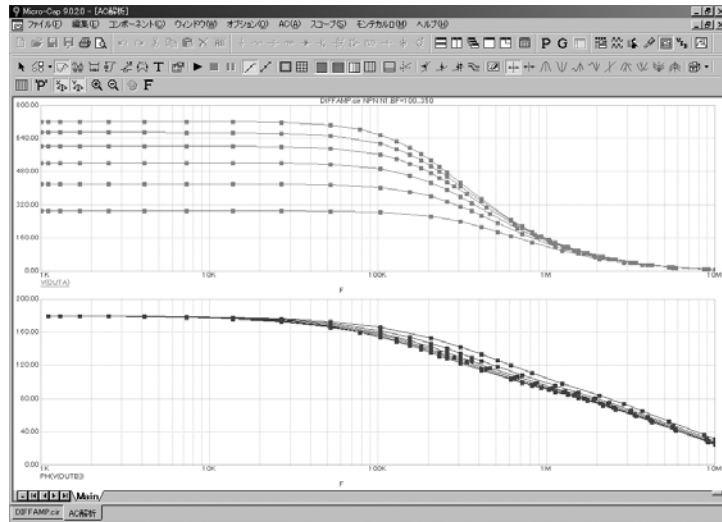 Micro-Cap 9.0.2.0 - [AC解析]
ファイル(F) 編集(E) コンポーネント(C) ウィンドウ(W) オプション(O) AC(A) スコープ(S) モンテカルロ(M) ヘルプ(H)
DIFFAMP.cir NPN N1.BF=100...350
800.00
640.00
480.00
320.00
160.00
0.00
1K 10K 100K 1M 10M
V(OUTA)
F
200.00
160.00
120.00
80.00
40.00
0.00
1K 10K 100K 1M 10M
PH(V(OUTB))
F
Main
DIFFAMP.cir AC解析